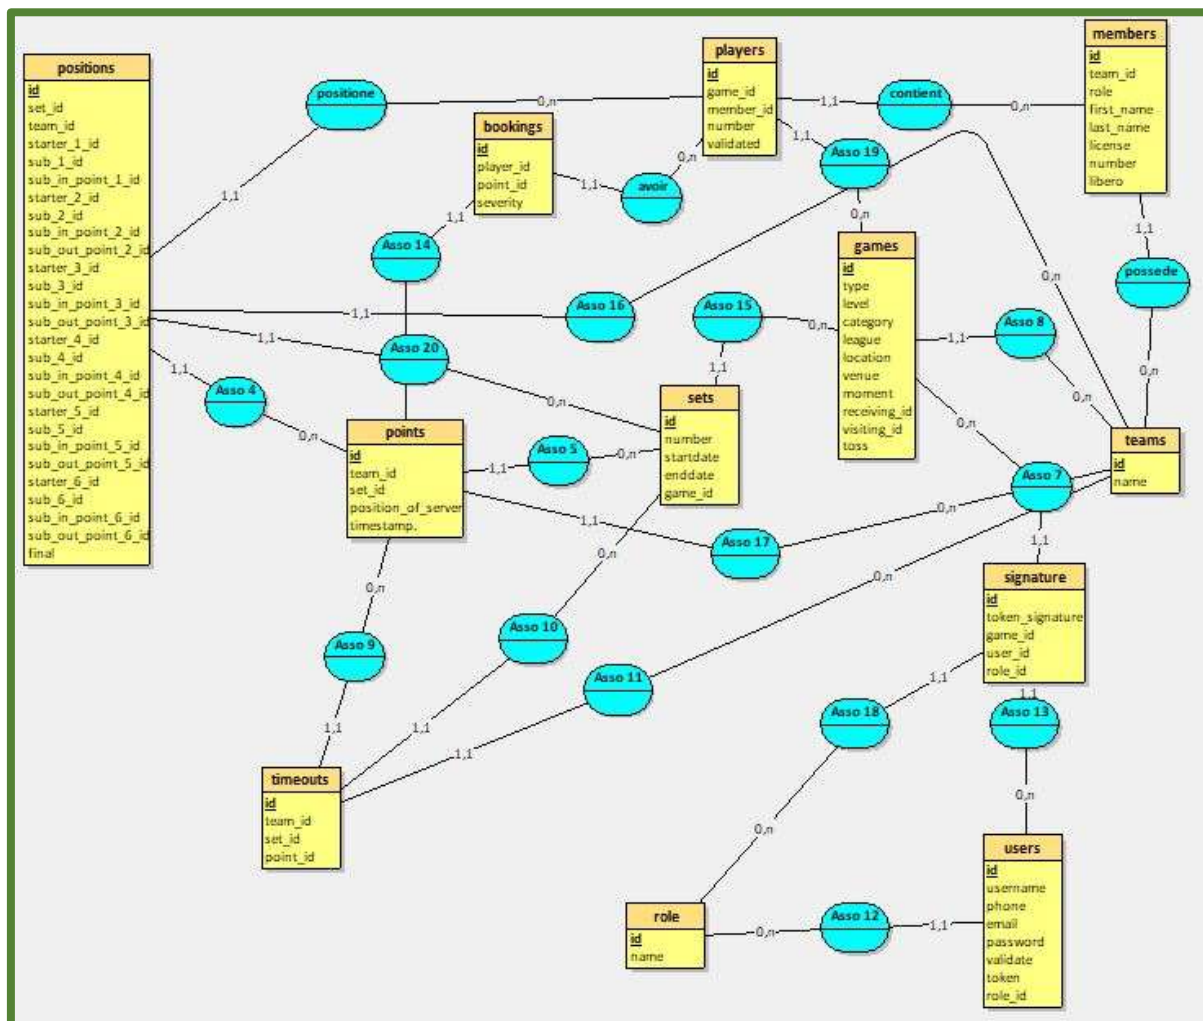 positions
id
set_id
team_id
starter_1_id
sub_1_id
sub_in_point_1_id
starter_2_id
sub_2_id
sub_in_point_2_id
sub_out_point_2_id
starter_3_id
sub_3_id
sub_in_point_3_id
sub_out_point_3_id
starter_4_id
sub_4_id
sub_in_point_4_id
sub_out_point_4_id
starter_5_id
sub_5_id
sub_in_point_5_id
sub_out_point_5_id
starter_6_id
sub_6_id
sub_in_point_6_id
sub_out_point_6_id
final
positione
1,1
0,n
players
id
game_id
member_id
number
validated
1,1
contient
0,n
members
id
team_id
role
first_name
last_name
license
number
libero
bookings
id
player_id
point_id
severity
1,1
avoir
0,n
1,1
Asso 19
0,n
1,1
Asso 14
1,1
possede
0,n
games
id
type
level
category
league
location
venue
moment
receiving_id
visiting_id
toss
1,1
Asso 16
0,n
Asso 15
0,n
1,1
1,1
Asso 8
0,n
1,1
Asso 20
0,n
1,1
Asso 4
0,n
sets
id
number
startdate
enddate
game_id
points
id
team_id
set_id
position_of_server
timestamp.
1,1
Asso 5
0,n
teams
id
name
0,n
Asso 7
1,1
1,1
Asso 17
0,n
signature
id
token_signature
game_id
user_id
role_id
0,n
Asso 9
1,1
0,n
Asso 10
1,1
0,n
Asso 11
1,1
1,1
Asso 18
0,n
1,1
Asso 13
0,n
timeouts
id
team_id
set_id
point_id
users
id
username
phone
email
password
validate
token
role_id
role
id
name
0,n
Asso 12
1,1